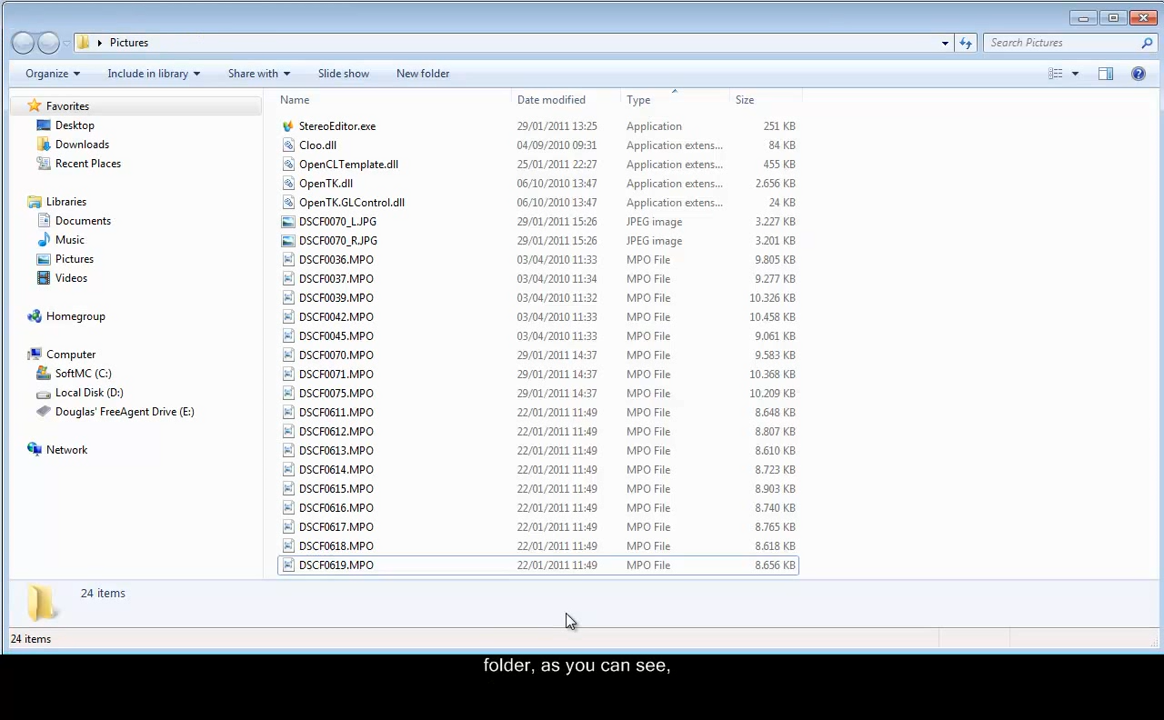 Pictures
Search Pictures
Organize Include in library Share with Slide show New folder
Name Date modified Type Size
Favorites
Desktop
Downloads
Recent Places
Libraries
Documents
Music
Pictures
Videos
Homegroup
Computer
SoftMC (C:)
Local Disk (D:)
Douglas' FreeAgent Drive (E:)
Network
StereoEditor.exe 29/01/2011 13:25 Application 251 KB
Cloo.dll 04/09/2010 09:31 Application extens... 84 KB
OpenCLTemplate.dll 25/01/2011 22:27 Application extens... 455 KB
OpenTK.dll 06/10/2010 13:47 Application extens... 2.656 KB
OpenTK.GLControl.dll 06/10/2010 13:47 Application extens... 24 KB
DSCF0070_L.JPG 29/01/2011 15:26 JPEG image 3.227 KB
DSCF0070_R.JPG 29/01/2011 15:26 JPEG image 3.201 KB
DSCF0036.MPO 03/04/2010 11:33 MPO File 9.805 KB
DSCF0037.MPO 03/04/2010 11:34 MPO File 9.277 KB
DSCF0039.MPO 03/04/2010 11:32 MPO File 10.326 KB
DSCF0042.MPO 03/04/2010 11:33 MPO File 10.458 KB
DSCF0045.MPO 03/04/2010 11:33 MPO File 9.061 KB
DSCF0070.MPO 29/01/2011 14:37 MPO File 9.583 KB
DSCF0071.MPO 29/01/2011 14:37 MPO File 10.368 KB
DSCF0075.MPO 29/01/2011 14:37 MPO File 10.209 KB
DSCF0611.MPO 22/01/2011 11:49 MPO File 8.648 KB
DSCF0612.MPO 22/01/2011 11:49 MPO File 8.807 KB
DSCF0613.MPO 22/01/2011 11:49 MPO File 8.610 KB
DSCF0614.MPO 22/01/2011 11:49 MPO File 8.723 KB
DSCF0615.MPO 22/01/2011 11:49 MPO File 8.903 KB
DSCF0616.MPO 22/01/2011 11:49 MPO File 8.740 KB
DSCF0617.MPO 22/01/2011 11:49 MPO File 8.765 KB
DSCF0618.MPO 22/01/2011 11:49 MPO File 8.618 KB
DSCF0619.MPO 22/01/2011 11:49 MPO File 8.656 KB
24 items
24 items
folder, as you can see,